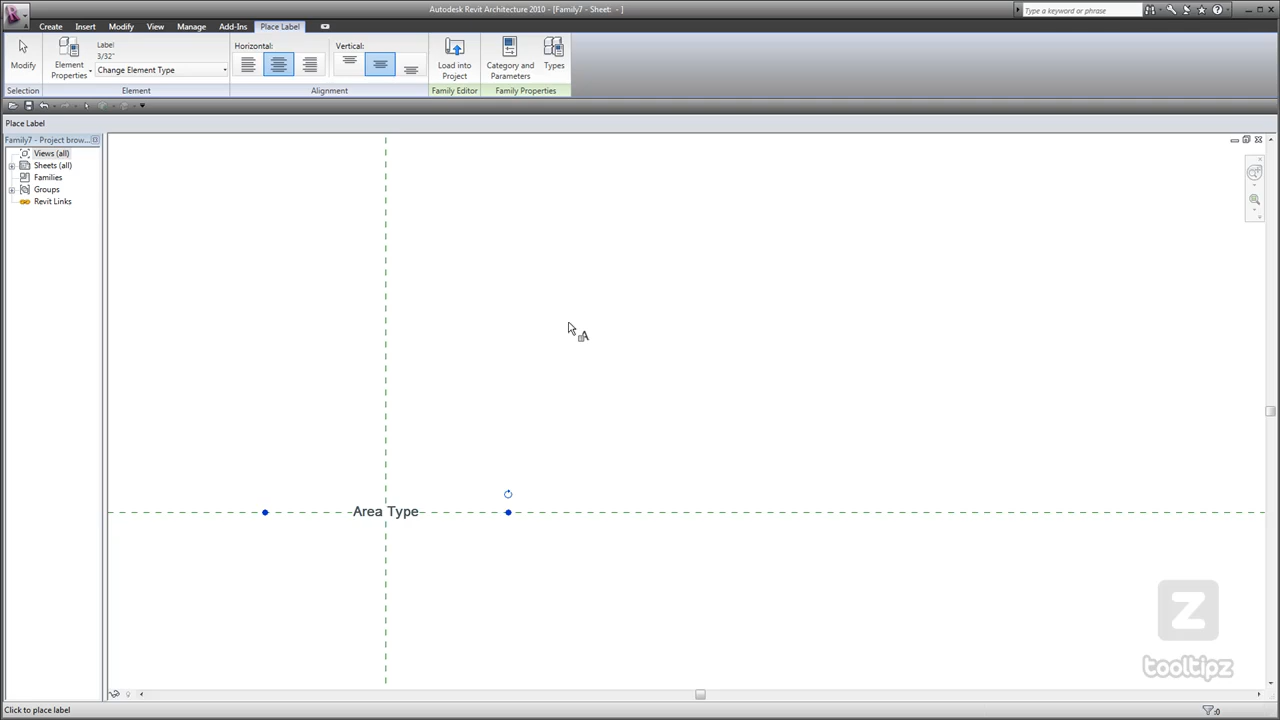 Autodesk Revit Architecture 2010 - [Family7 - Sheet: - ]
Type a keyword or phrase
Create Insert Modify View Manage Add-Ins Place Label
Modify
Element Properties
Label
3/32"
Change Element Type
Horizontal:
Vertical:
Load into Project
Category and Parameters
Types
Selection Element Alignment Family Editor Family Properties
Place Label
Family7 - Project brow...
Views (all)
Sheets (all)
Families
Groups
Revit Links
A
Area Type
Z
tooltipz
Click to place label
:0